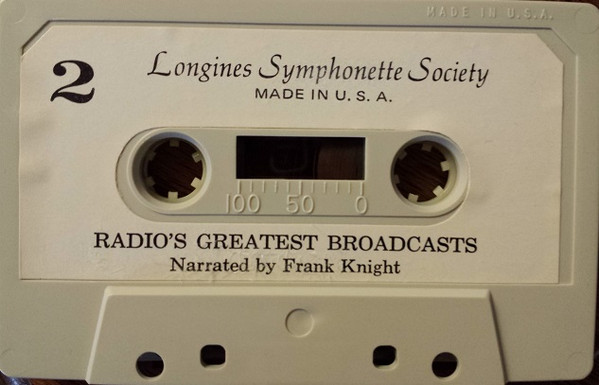 MADE IN U.S.A.
2
Longines Symphonette Society
MADE IN U. S. A.
100 50 0
RADIO'S GREATEST BROADCASTS
Narrated by Frank Knight